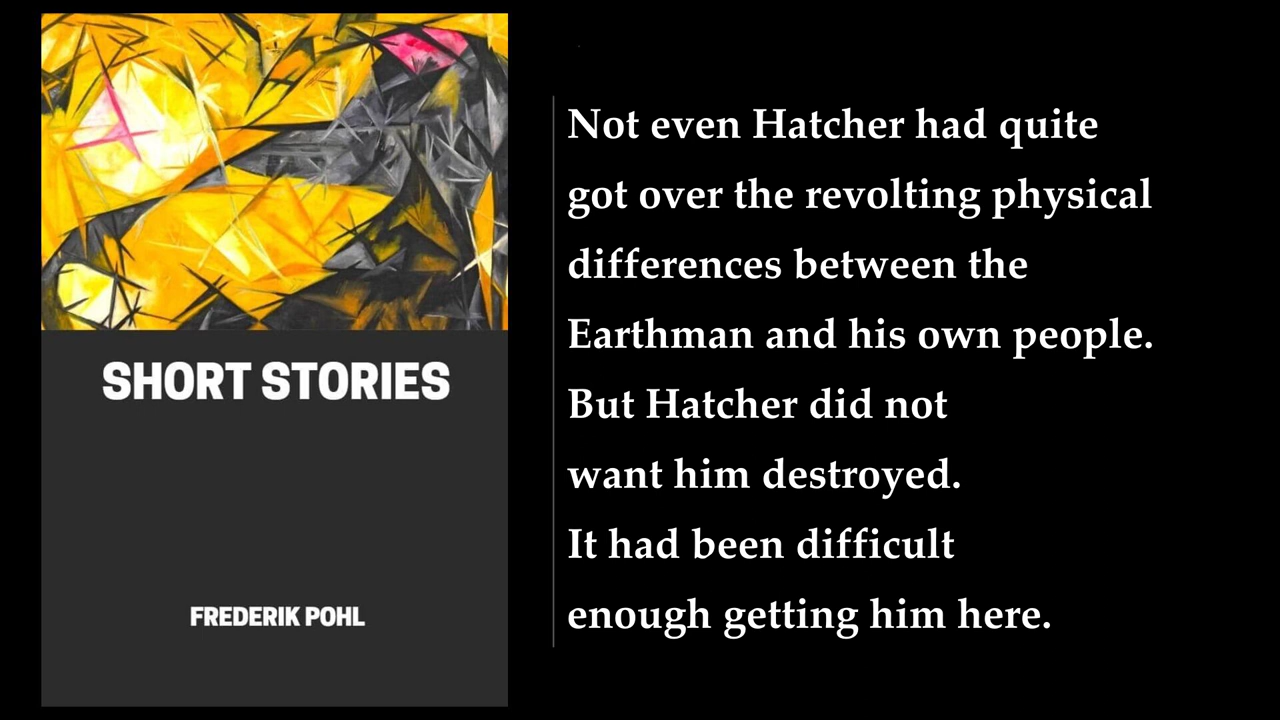 SHORT STORIES
FREDERIK POHL
Not even Hatcher had quite
got over the revolting physical
differences between the
Earthman and his own people.
But Hatcher did not
want him destroyed.
It had been difficult
enough getting him here.